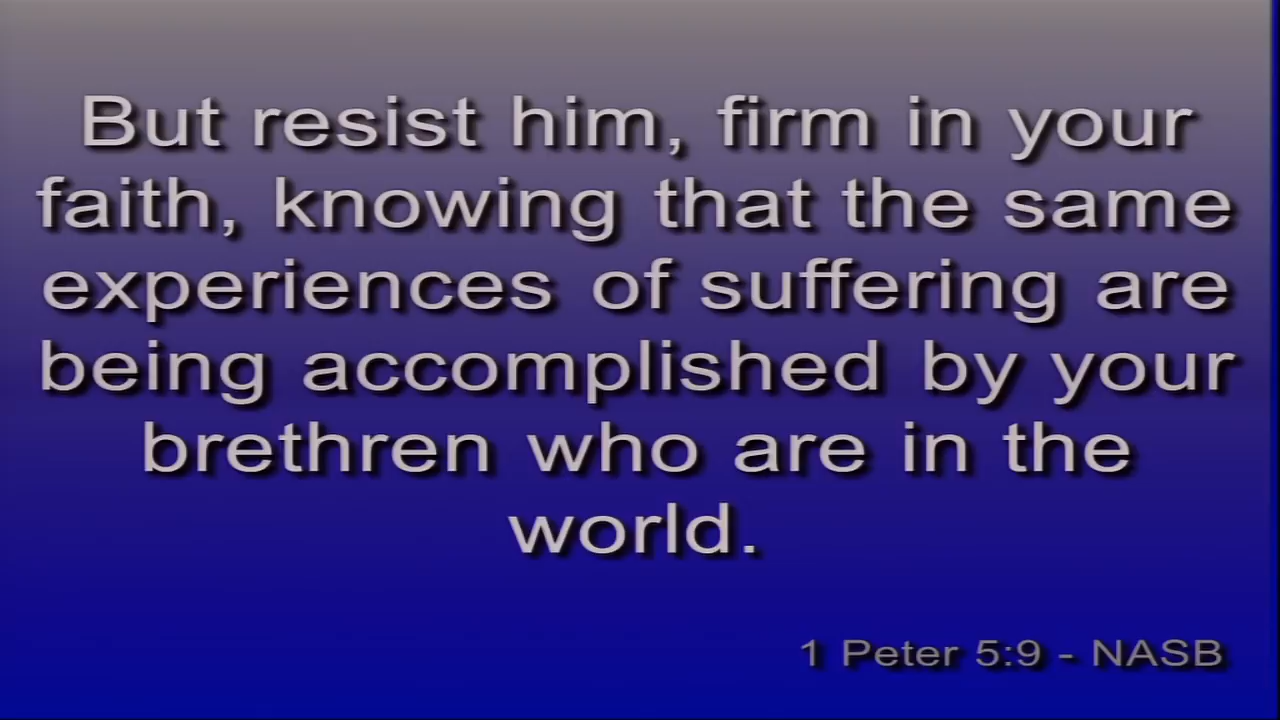 But resist him, firm in your
faith, knowing that the same
experiences of suffering are
being accomplished by your
brethren who are in the
world.
1 Peter 5:9 - NASB